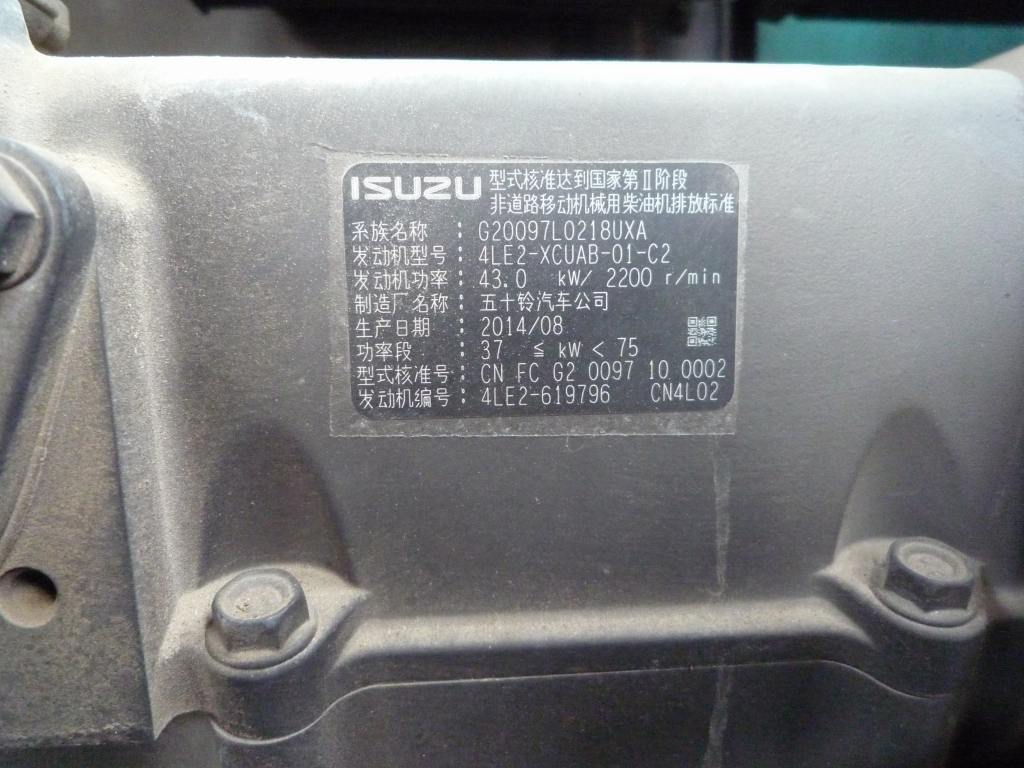 ISUZU 型式核准达到国家第Ⅱ阶段
非道路移动机械用柴油机排放标准
系族名称 : G20097L0218UXA
发动机型号 : 4LE2-XCUAB-01-C2
发动机功率 : 43.0 kW/ 2200 r/min
制造厂名称 : 五十铃汽车公司
生产日期 : 2014/08
功率段 : 37 ≤ kW < 75
型式核准号 : CN FC G2 0097 10 0002
发动机编号 : 4LE2-619796 CN4L02